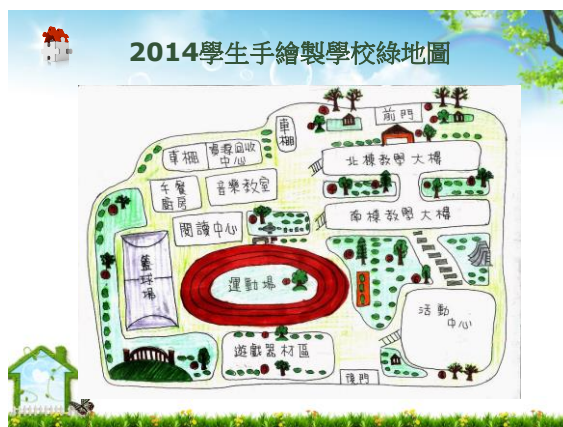 2014學生手繪製學校綠地圖
前門
車棚
車棚
資源回收
中心
北棟教學大樓
午餐
廚房
音樂教室
南棟教學大樓
閱讀中心
籃球場
運動場
活動
中心
遊戲器材區
後門